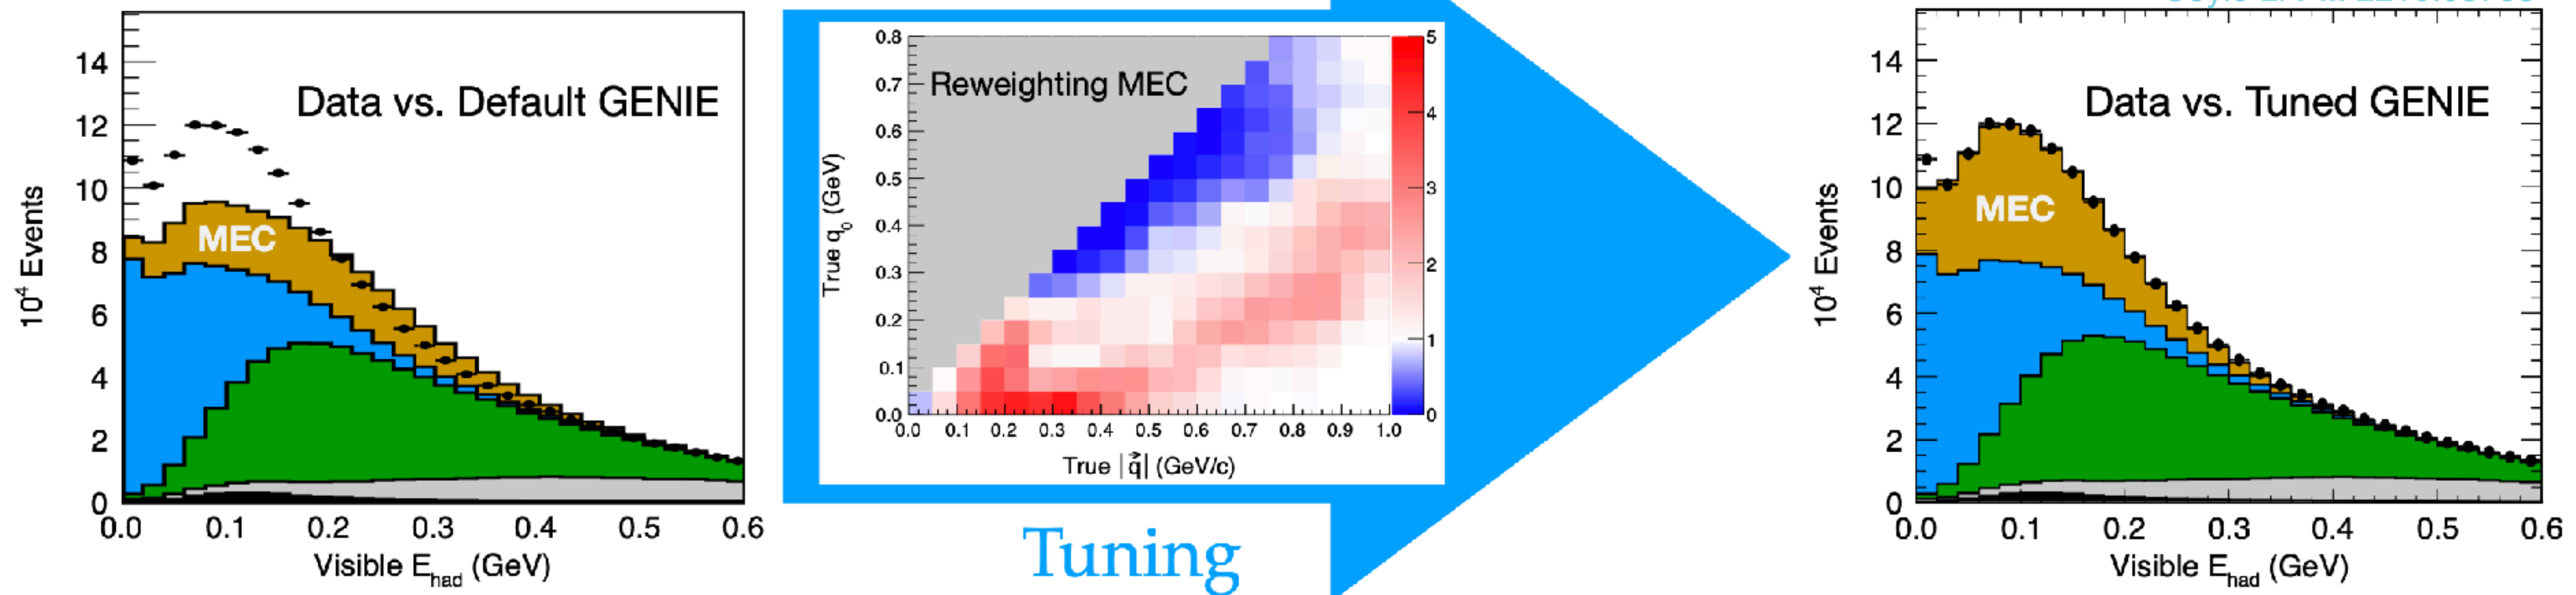 Data vs. Default GENIE
MEC
10⁴ Events
14
12
10
8
6
4
2
0
0.0 0.1 0.2 0.3 0.4 0.5 0.6
Visible E_had (GeV)
Reweighting MEC
True q₀ (GeV)
0.8
0.7
0.6
0.5
0.4
0.3
0.2
0.1
0.0
0.0 0.1 0.2 0.3 0.4 0.5 0.6 0.7 0.8 0.9 1.0
True |q⃗| (GeV/c)
5
4
3
2
1
0
Tuning
Data vs. Tuned GENIE
MEC
10⁴ Events
14
12
10
8
6
4
2
0
0.0 0.1 0.2 0.3 0.4 0.5 0.6
Visible E_had (GeV)